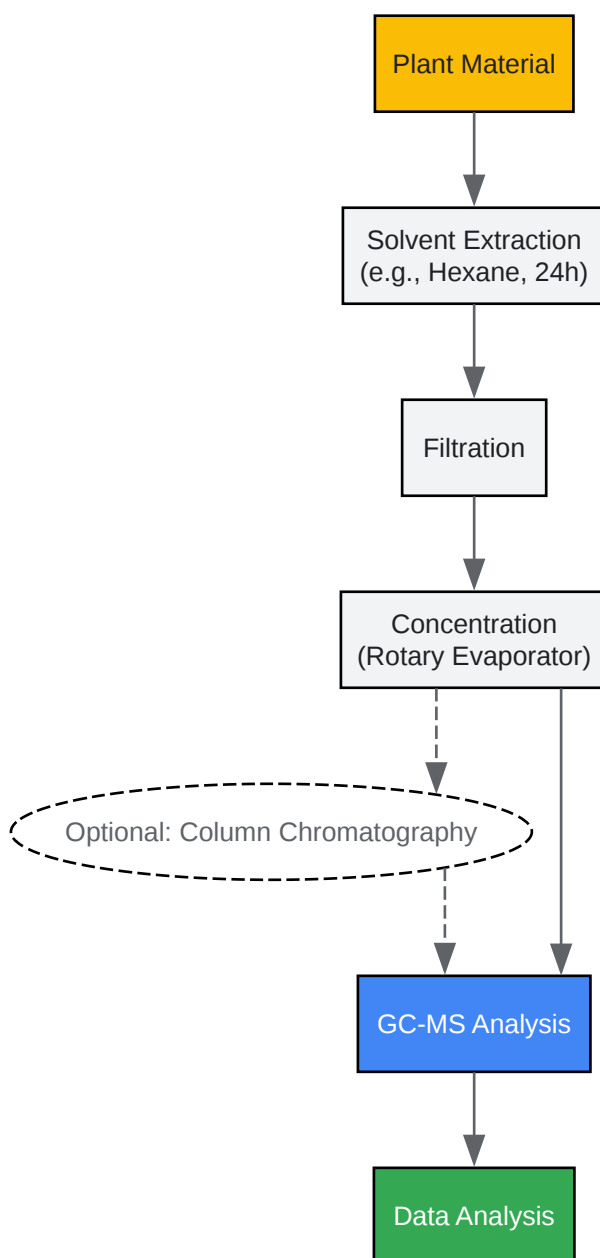 Plant Material
Solvent Extraction
(e.g., Hexane, 24h)
Filtration
Concentration
(Rotary Evaporator)
Optional: Column Chromatography
GC-MS Analysis
Data Analysis